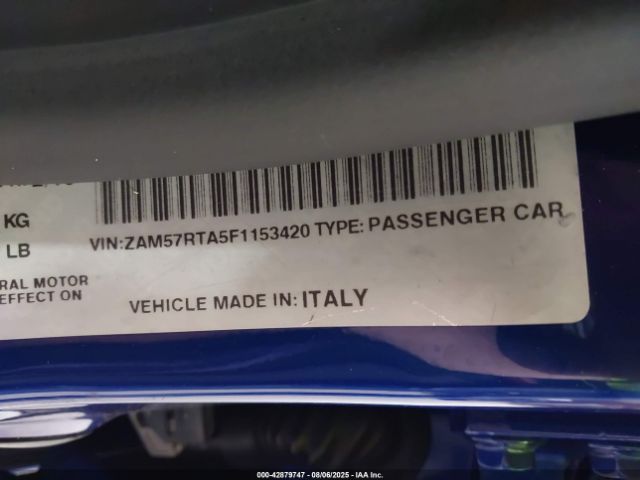 KG
LB
VIN:ZAM57RTA5F1153420 TYPE: PASSENGER CAR
RAL MOTOR
EFFECT ON
VEHICLE MADE IN: ITALY
000-42879747 - 08/06/2025 - IAA Inc.